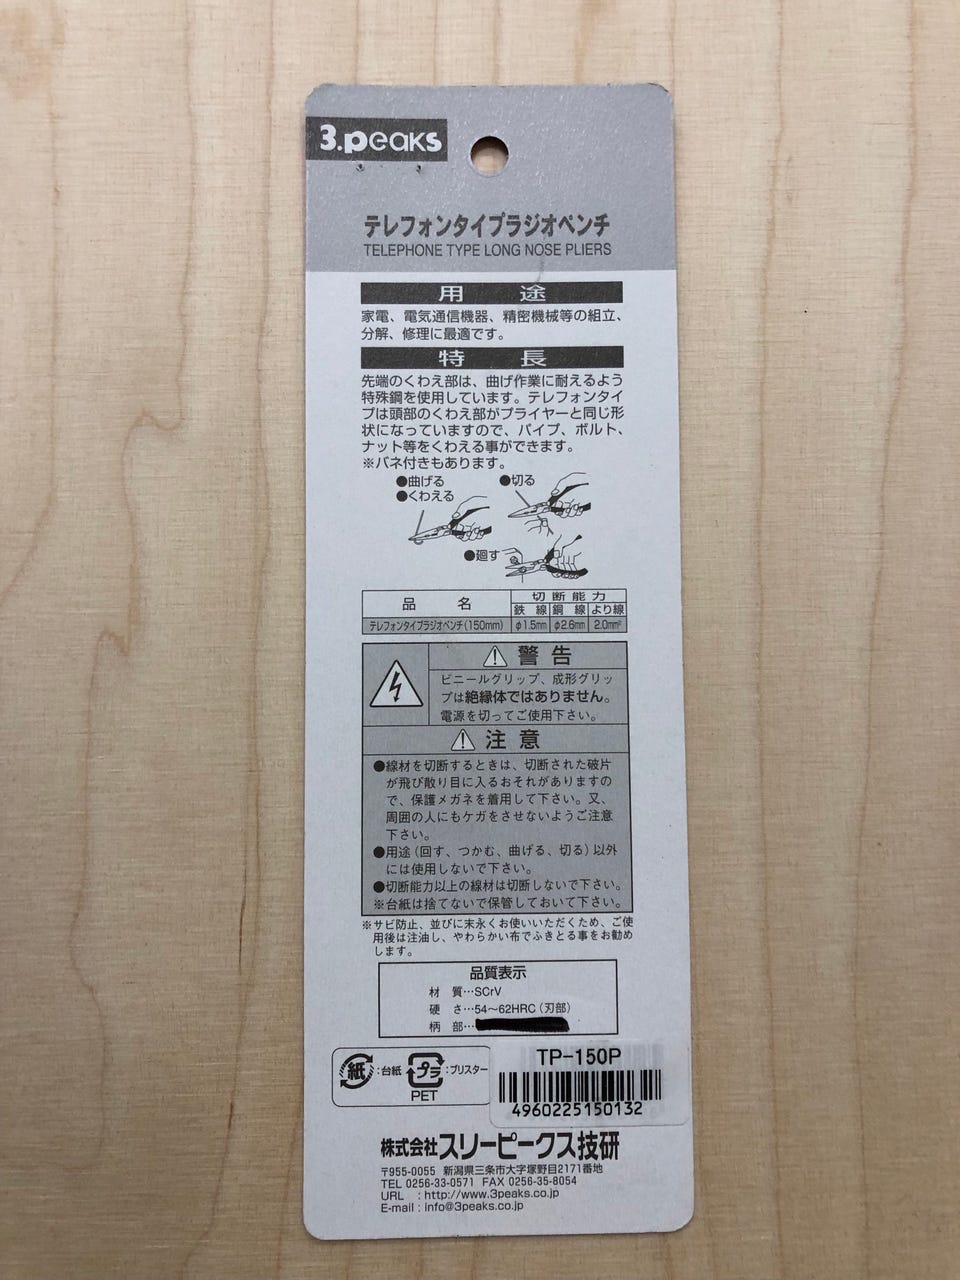 3.peaks
テレフォンタイプラジオペンチ
TELEPHONE TYPE LONG NOSE PLIERS
用途
家電、電気通信機器、精密機械等の組立、
分解、修理に最適です。
特長
先端のくわえ部は、曲げ作業に耐えるよう
特殊鋼を使用しています。テレフォンタイ
プは頭部のくわえ部がプライヤーと同じ形
状になっていますので、パイプ、ボルト、
ナット等をくわえる事ができます。
※バネ付きもあります。
●曲げる ●切る
●くわえる
●廻す
品名 切断能力
鉄線 銅線 より線
テレフォンタイプラジオペンチ(150mm) φ1.5mm φ2.6mm 2.0mm²
警告
ビニールグリップ、成形グリッ
プは絶縁体ではありません。
電源を切ってご使用下さい。
注意
●線材を切断するときは、切断された破片
が飛び散り目に入るおそれがありますの
で、保護メガネを着用して下さい。又、
周囲の人にもケガをさせないようご注意
下さい。
●用途(回す、つかむ、曲げる、切る)以外
には使用しないで下さい。
●切断能力以上の線材は切断しないで下さい。
※台紙は捨てないで保管しておいて下さい。
※サビ防止、並びに末永くお使いいただくため、ご使
用後は注油し、やわらかい布でふきとる事をお勧め
します。
品質表示
材質…SCrV
硬さ…54～62HRC(刃部)
柄部…
紙:台紙 プラ:ブリスター
PET
TP-150P
4960225150132
株式会社スリーピークス技研
〒955-0055 新潟県三条市大字塚野目2171番地
TEL 0256-33-0571 FAX 0256-35-8054
URL : http://www.3peaks.co.jp
E-mail : info@3peaks.co.jp